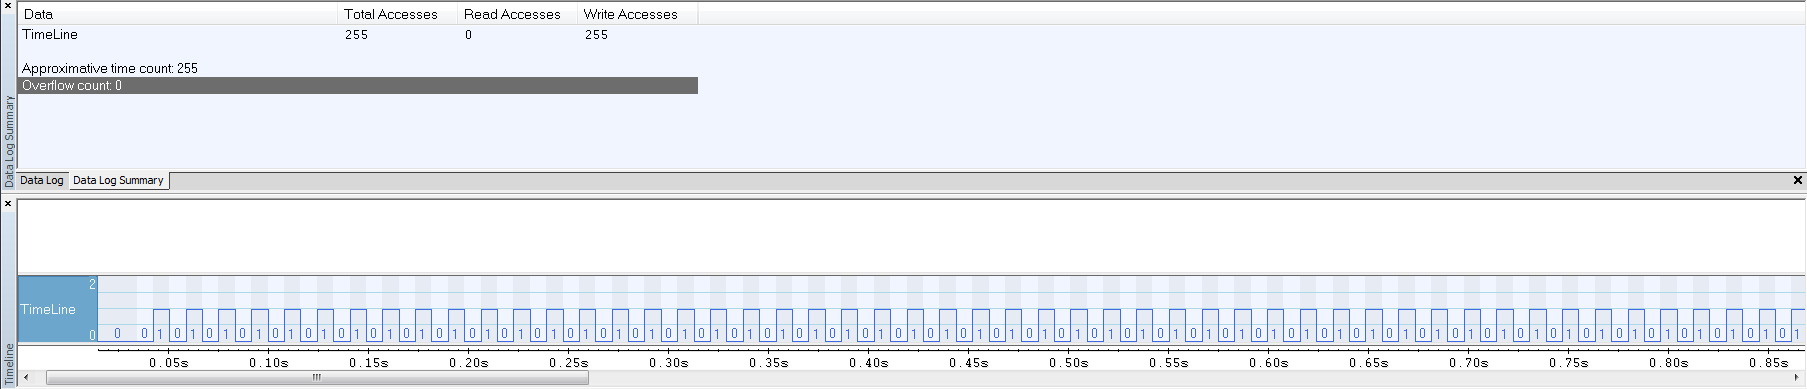 Data Total Accesses Read Accesses Write Accesses
TimeLine 255 0 255
Approximative time count: 255
Overflow count: 0
Data Log Summary
Data Log Data Log Summary
2
TimeLine
0
0 0 1 0 1 0 1 0 1 0 1 0 1 0 1 0 1 0 1 0 1 0 1 0 1 0 1 0 1 0 1 0 1 0 1 0 1 0 1 0 1 0 1 0 1 0 1 0 1 0 1 0 1 0 1 0 1 0 1 0 1 0 1 0 1 0 1 0 1 0 1 0 1 0 1 0 1 0 1 0 1 0 1 0 1 0 1 0 1 0 1 0 1 0 1 0 1 0 1 0 1 0 1
Timeline
0.05s 0.10s 0.15s 0.20s 0.25s 0.30s 0.35s 0.40s 0.45s 0.50s 0.55s 0.60s 0.65s 0.70s 0.75s 0.80s 0.85s